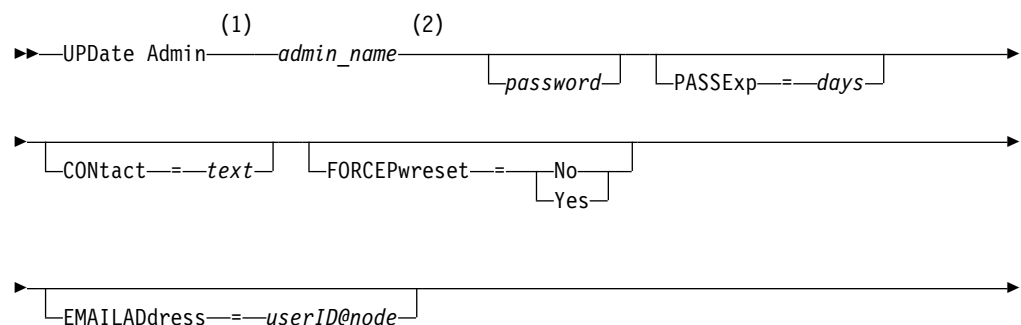 (1) (2)
UPDate Admin admin_name
password PASSExp = days
CONtact = text FORCEPwreset = No
Yes
EMAILADdress = userID@node